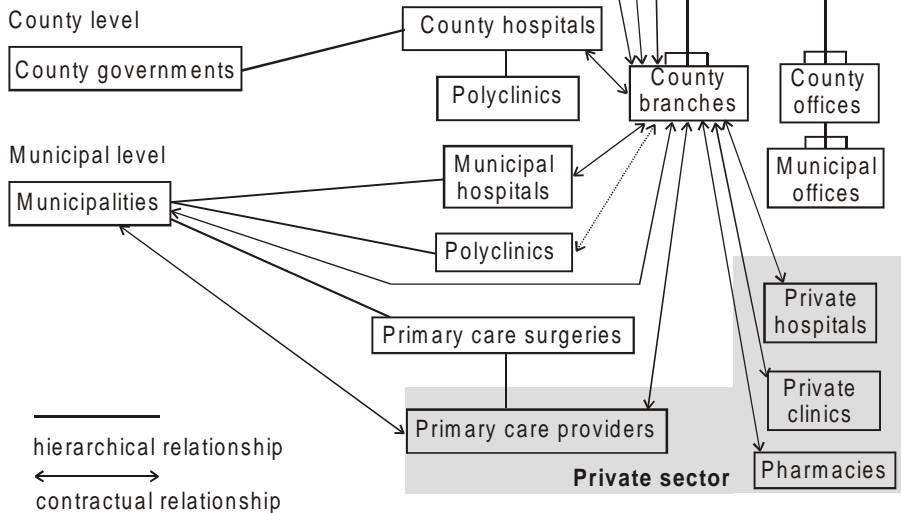 County level
County hospitals
County governments
County
branches
County
offices
Polyclinics
Municipal level
Municipal
hospitals
Municipal
offices
Municipalities
Polyclinics
Private
hospitals
Primary care surgeries
Private
clinics
Primary care providers
hierarchical relationship
Private sector
Pharmacies
contractual relationship